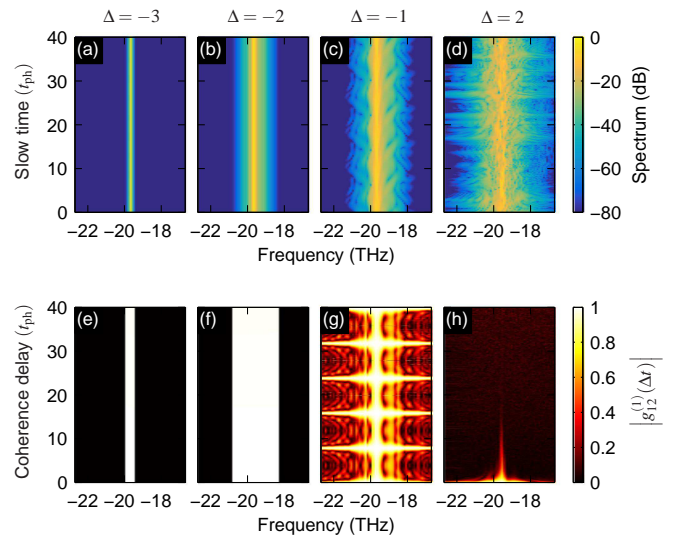 Δ = −3 Δ = −2 Δ = −1 Δ = 2
(a) (b) (c) (d)
Slow time (t_ph)
40
30
20
10
0
−22 −20 −18 −22 −20 −18 −22 −20 −18 −22 −20 −18
Frequency (THz)
0
−20
−40
−60
−80
Spectrum (dB)
(e) (f) (g) (h)
Coherence delay (t_ph)
40
30
20
10
0
−22 −20 −18 −22 −20 −18 −22 −20 −18 −22 −20 −18
Frequency (THz)
1
0.8
0.6
0.4
0.2
0
|g_12^(1)(Δt)|